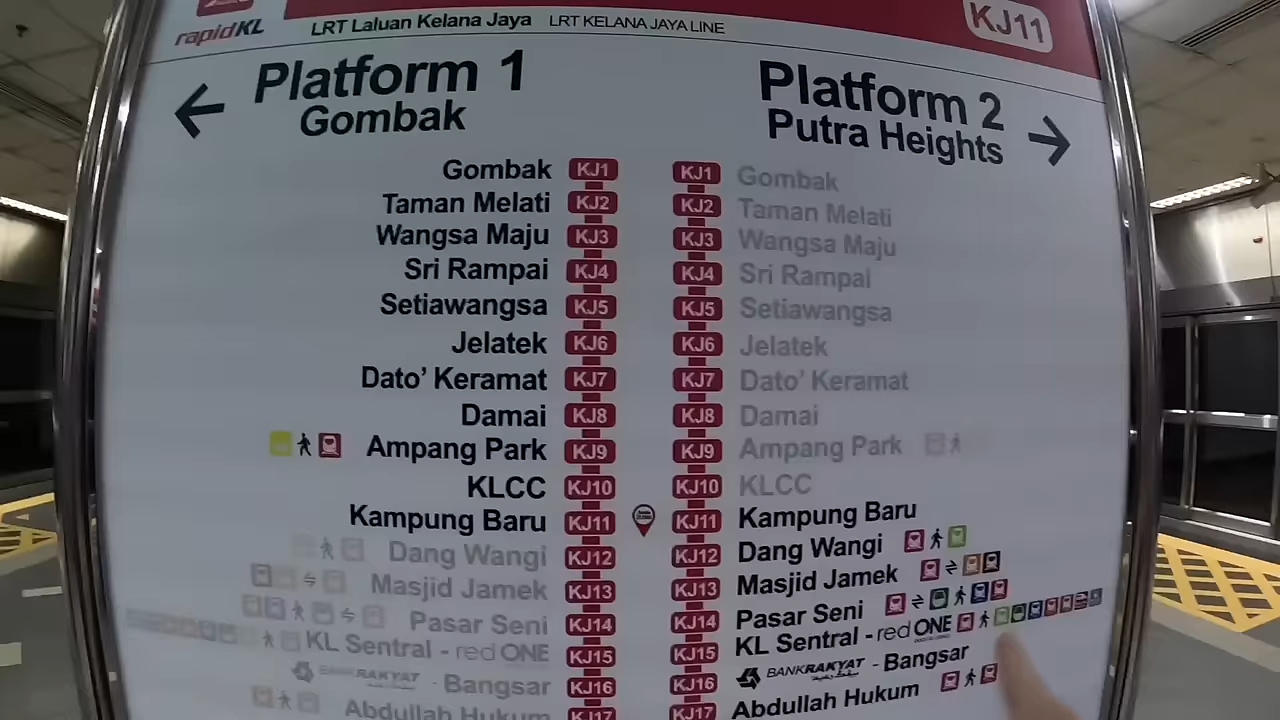 rapidKL LRT Laluan Kelana Jaya LRT KELANA JAYA LINE KJ11
Platform 1
Gombak
Platform 2
Putra Heights
Gombak KJ1 KJ1 Gombak
Taman Melati KJ2 KJ2 Taman Melati
Wangsa Maju KJ3 KJ3 Wangsa Maju
Sri Rampai KJ4 KJ4 Sri Rampai
Setiawangsa KJ5 KJ5 Setiawangsa
Jelatek KJ6 KJ6 Jelatek
Dato' Keramat KJ7 KJ7 Dato' Keramat
Damai KJ8 KJ8 Damai
Ampang Park KJ9 KJ9 Ampang Park
KLCC KJ10 KJ10 KLCC
Kampung Baru KJ11 KJ11 Kampung Baru
Dang Wangi KJ12 KJ12 Dang Wangi
Masjid Jamek KJ13 KJ13 Masjid Jamek
Pasar Seni KJ14 KJ14 Pasar Seni
KL Sentral - redONE KJ15 KJ15 KL Sentral - redONE
BANKRAKYAT - Bangsar KJ16 KJ16 BANKRAKYAT - Bangsar
Abdullah Hukum KJ17 KJ17 Abdullah Hukum